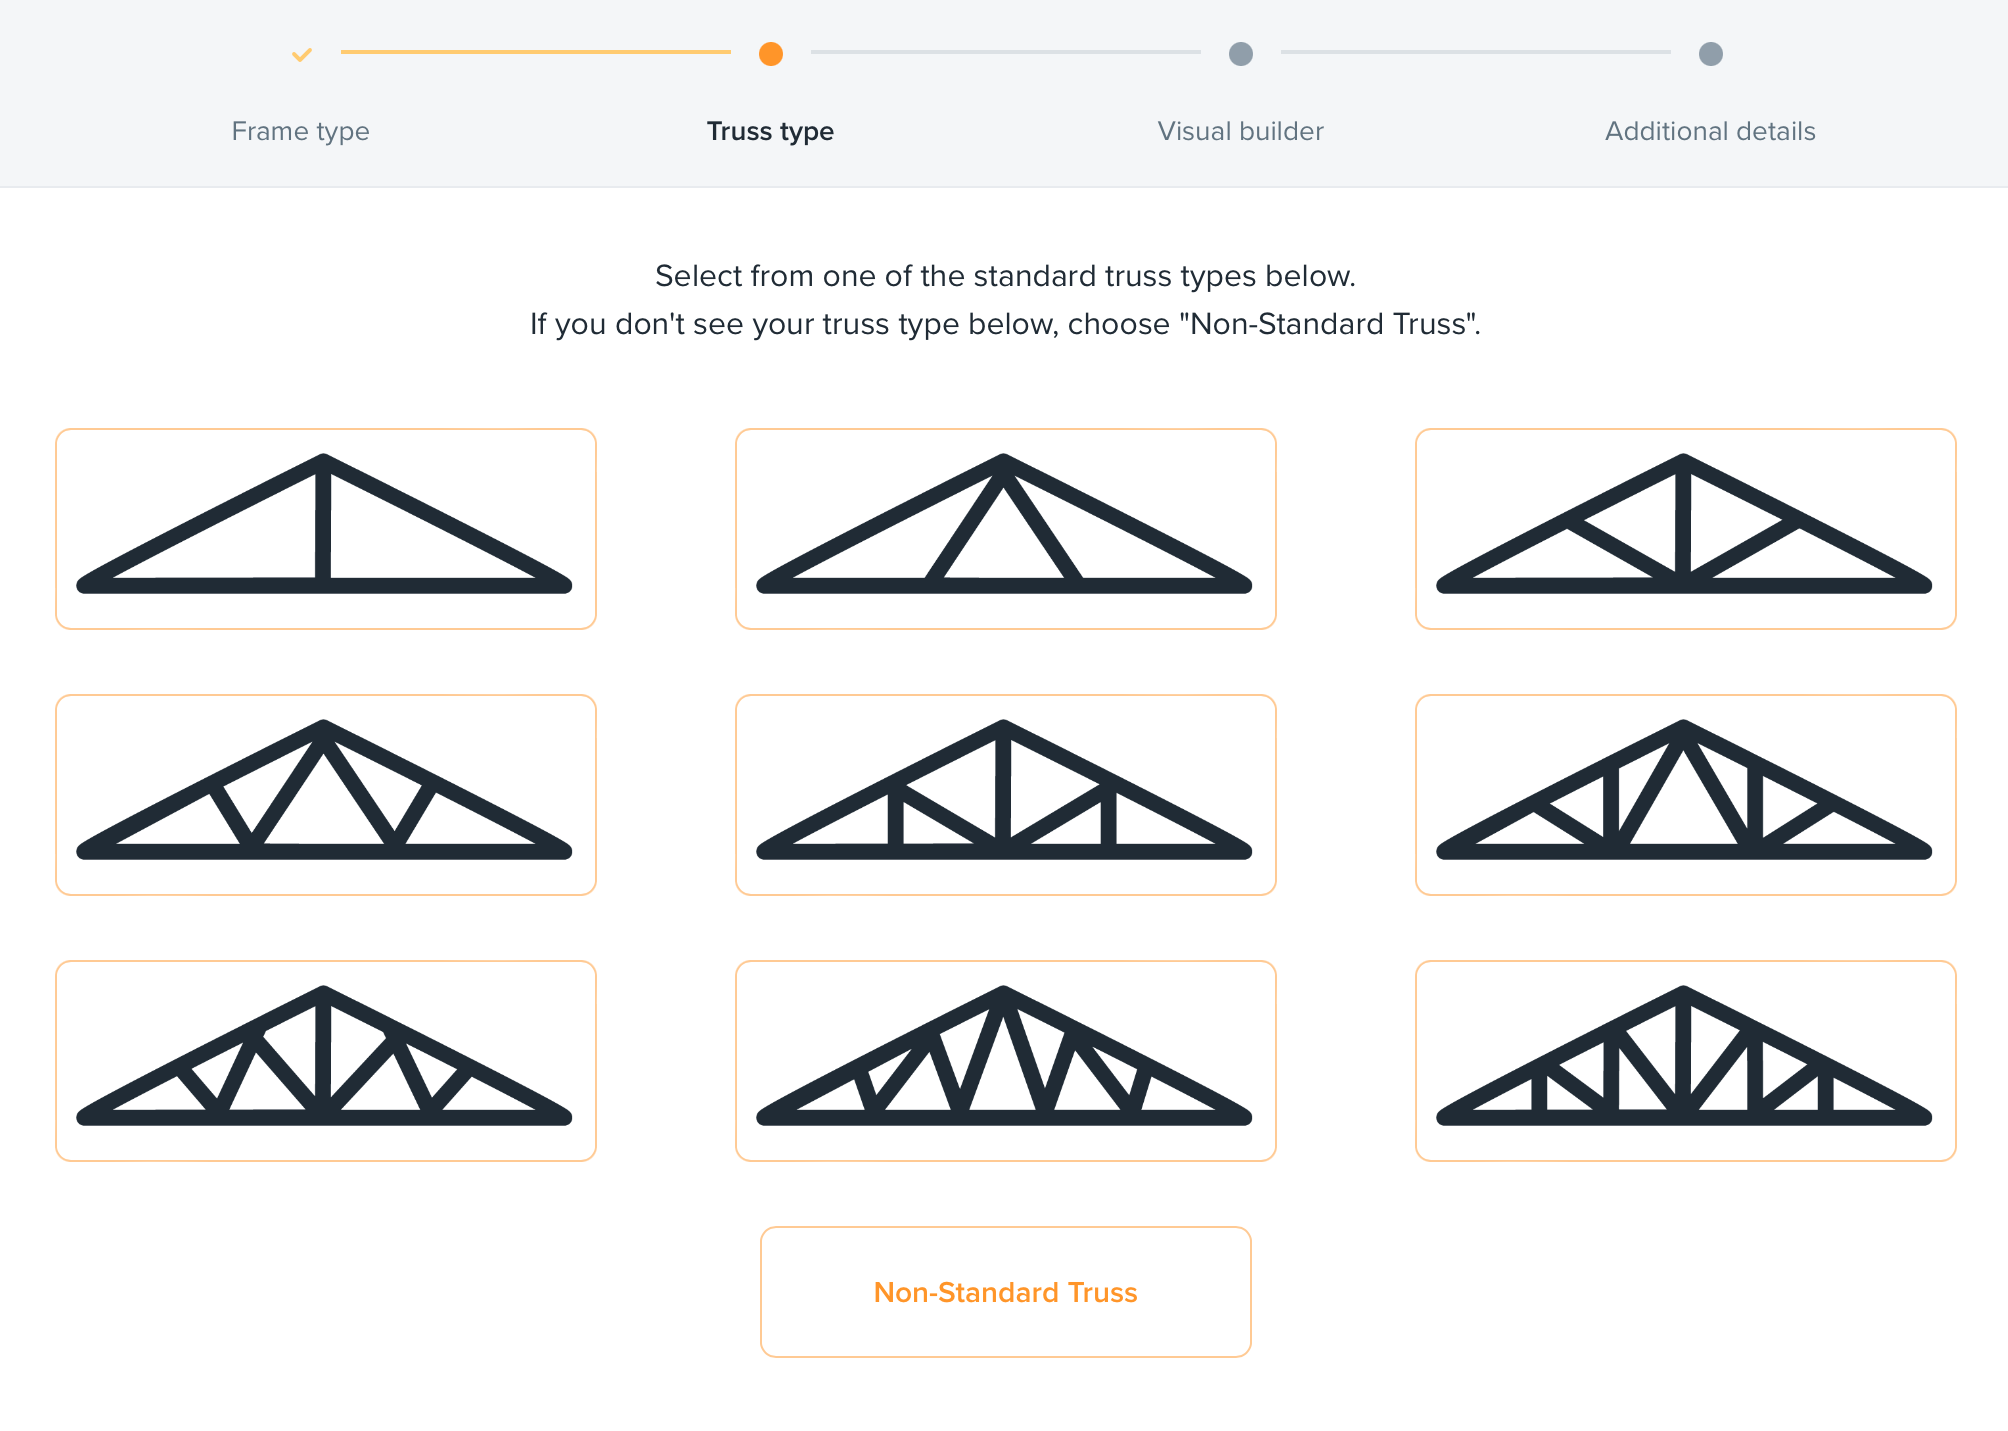 Frame type
Truss type
Visual builder
Additional details
Select from one of the standard truss types below.
If you don't see your truss type below, choose "Non-Standard Truss".
Non-Standard Truss